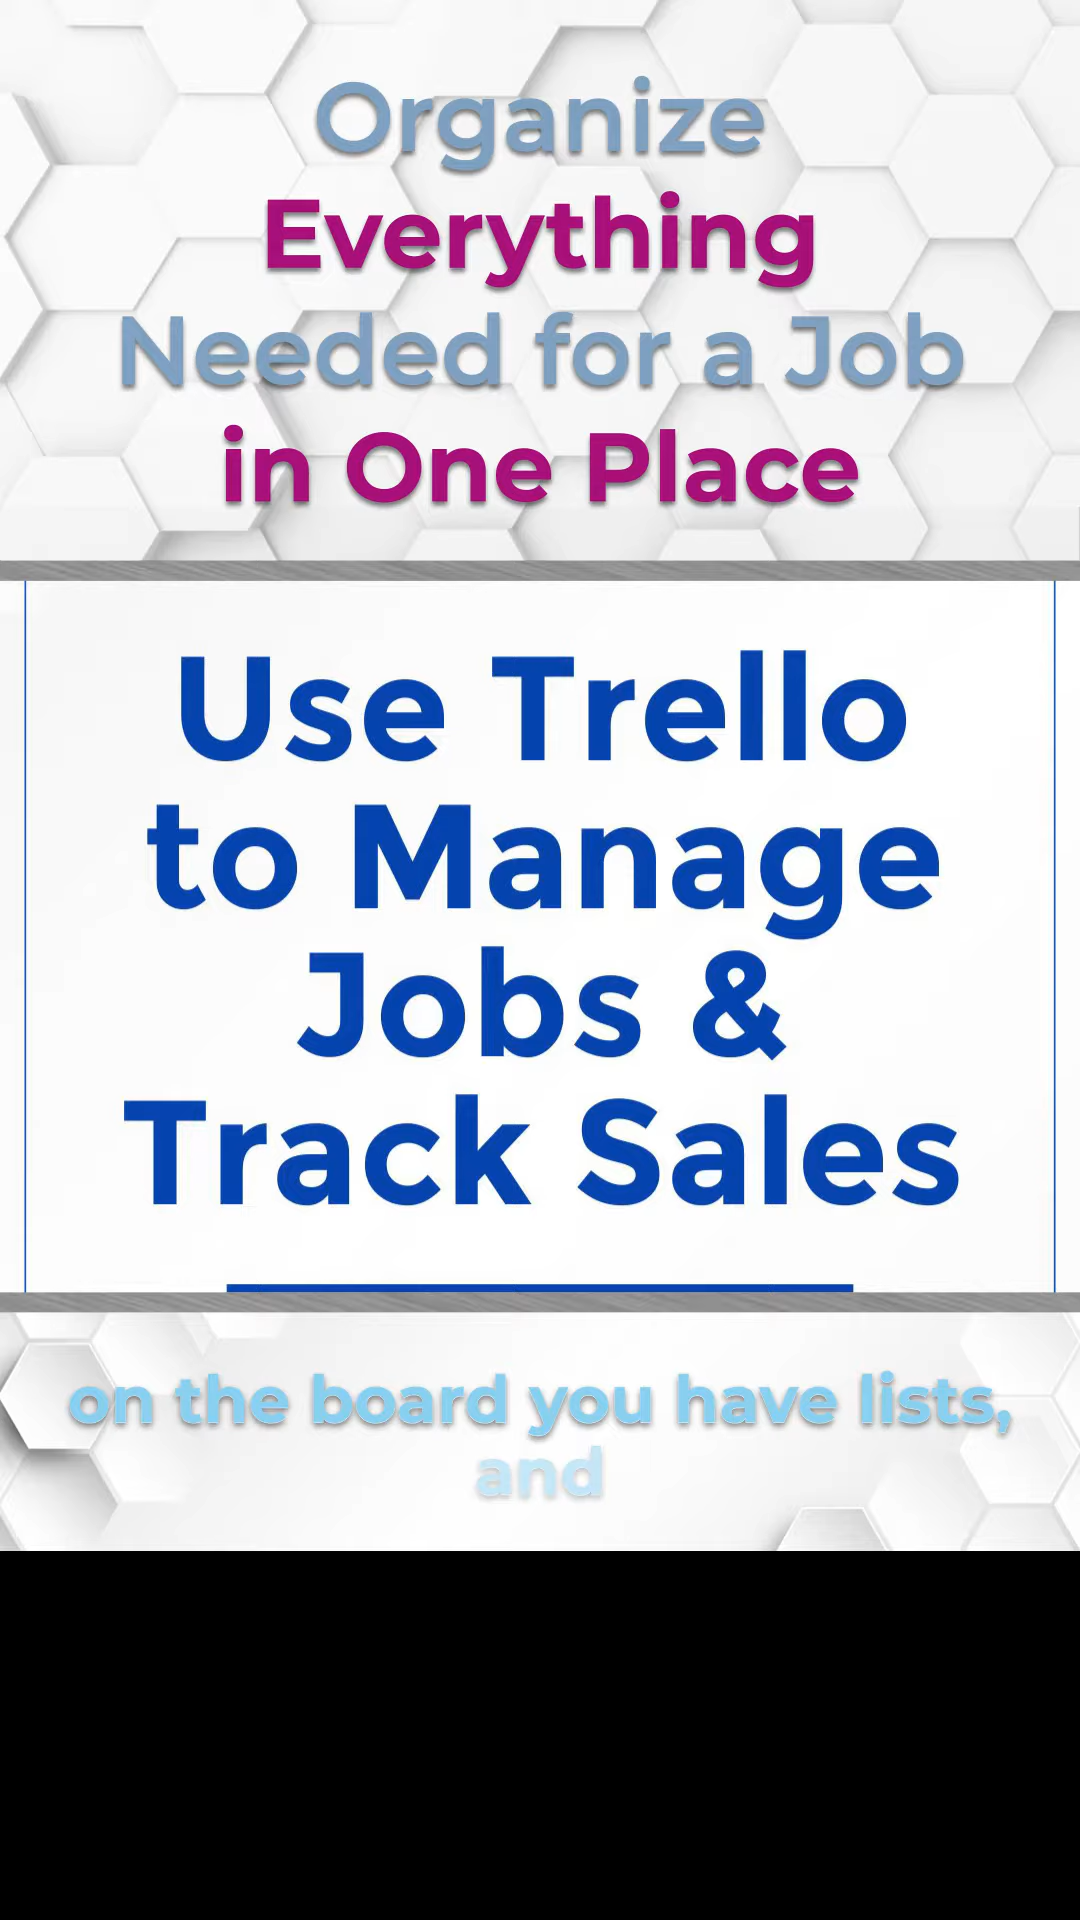 Organize
Everything
Needed for a Job
in One Place
Use Trello
to Manage
Jobs &
Track Sales
on the board you have lists,
and